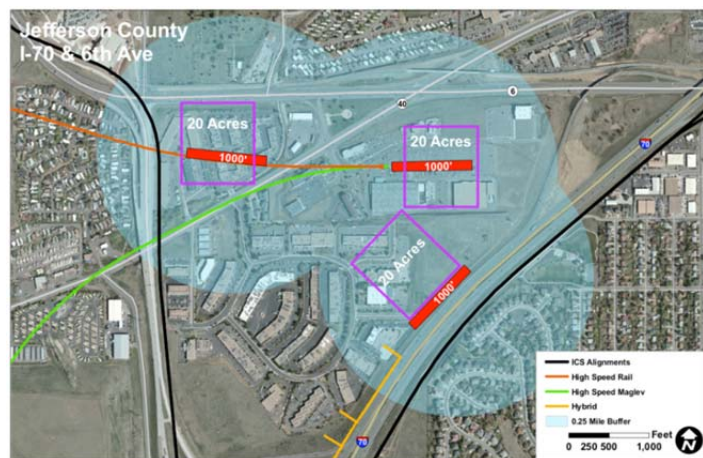 Jefferson County
I-70 & 6th Ave
6
40
70
20 Acres
20 Acres
1000'
1000'
20 Acres
1000'
70
ICS Alignments
High Speed Rail
High Speed Maglev
Hybrid
0.25 Mile Buffer
Feet
0 250 500 1,000
N